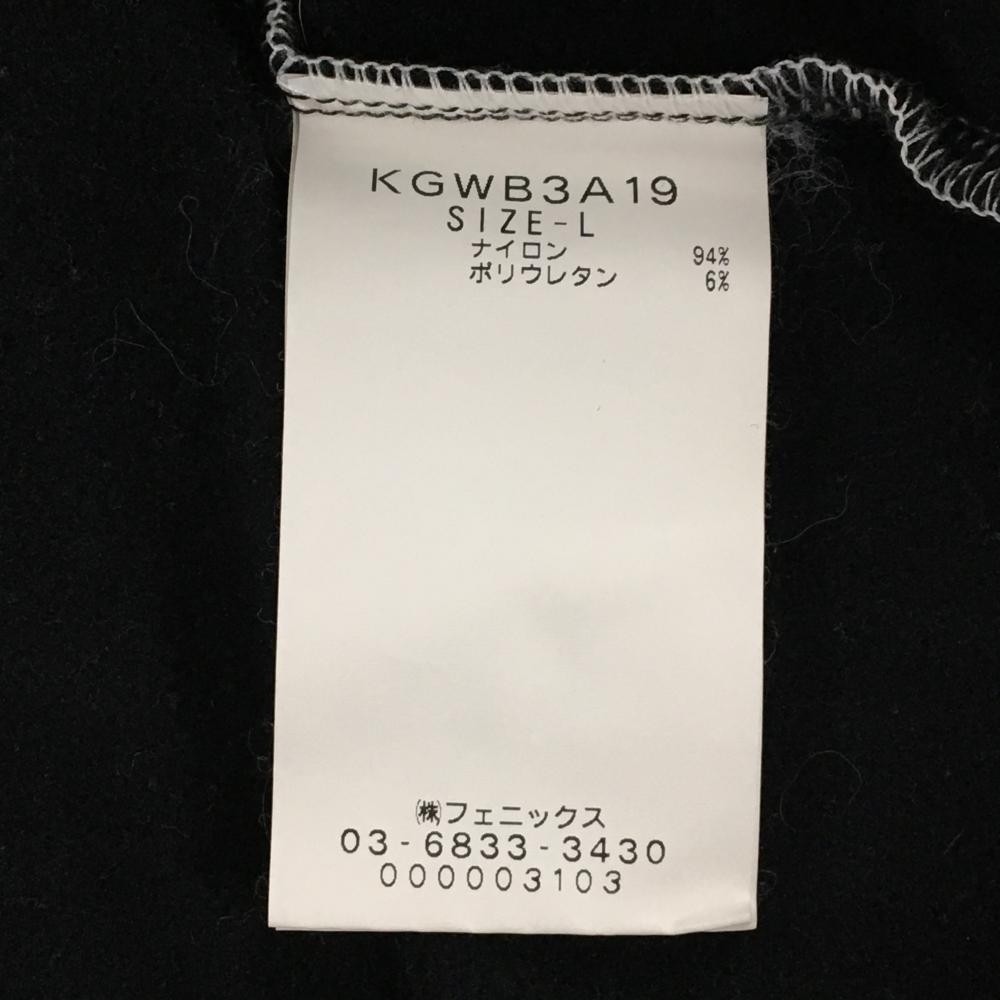 KGWB3A19
SIZE-L
ナイロン 94%
ポリウレタン 6%
㈱フェニックス
03-6833-3430
000003103